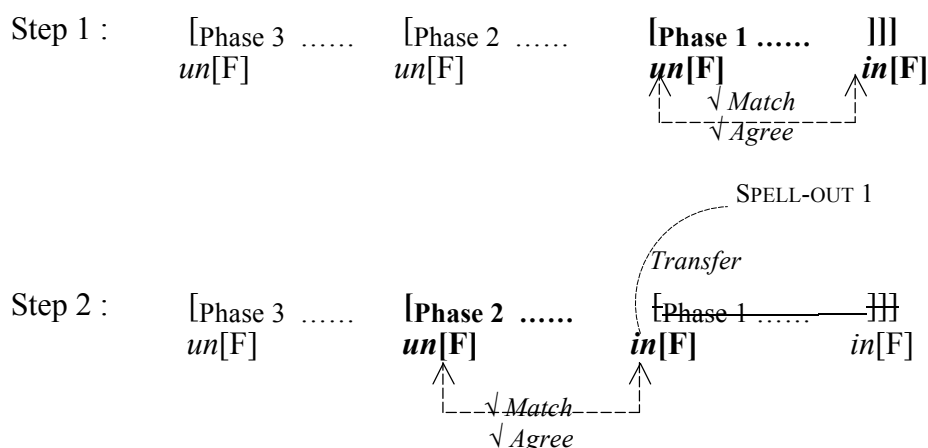 Step 1 : [Phase 3 …… [Phase 2 …… [Phase 1 …… ]]]
un[F] un[F] un[F] in[F]
√ Match
√ Agree
SPELL-OUT 1
Transfer
Step 2 : [Phase 3 …… [Phase 2 …… [Phase 1 …… ]]]
un[F] un[F] in[F] in[F]
√ Match
√ Agree